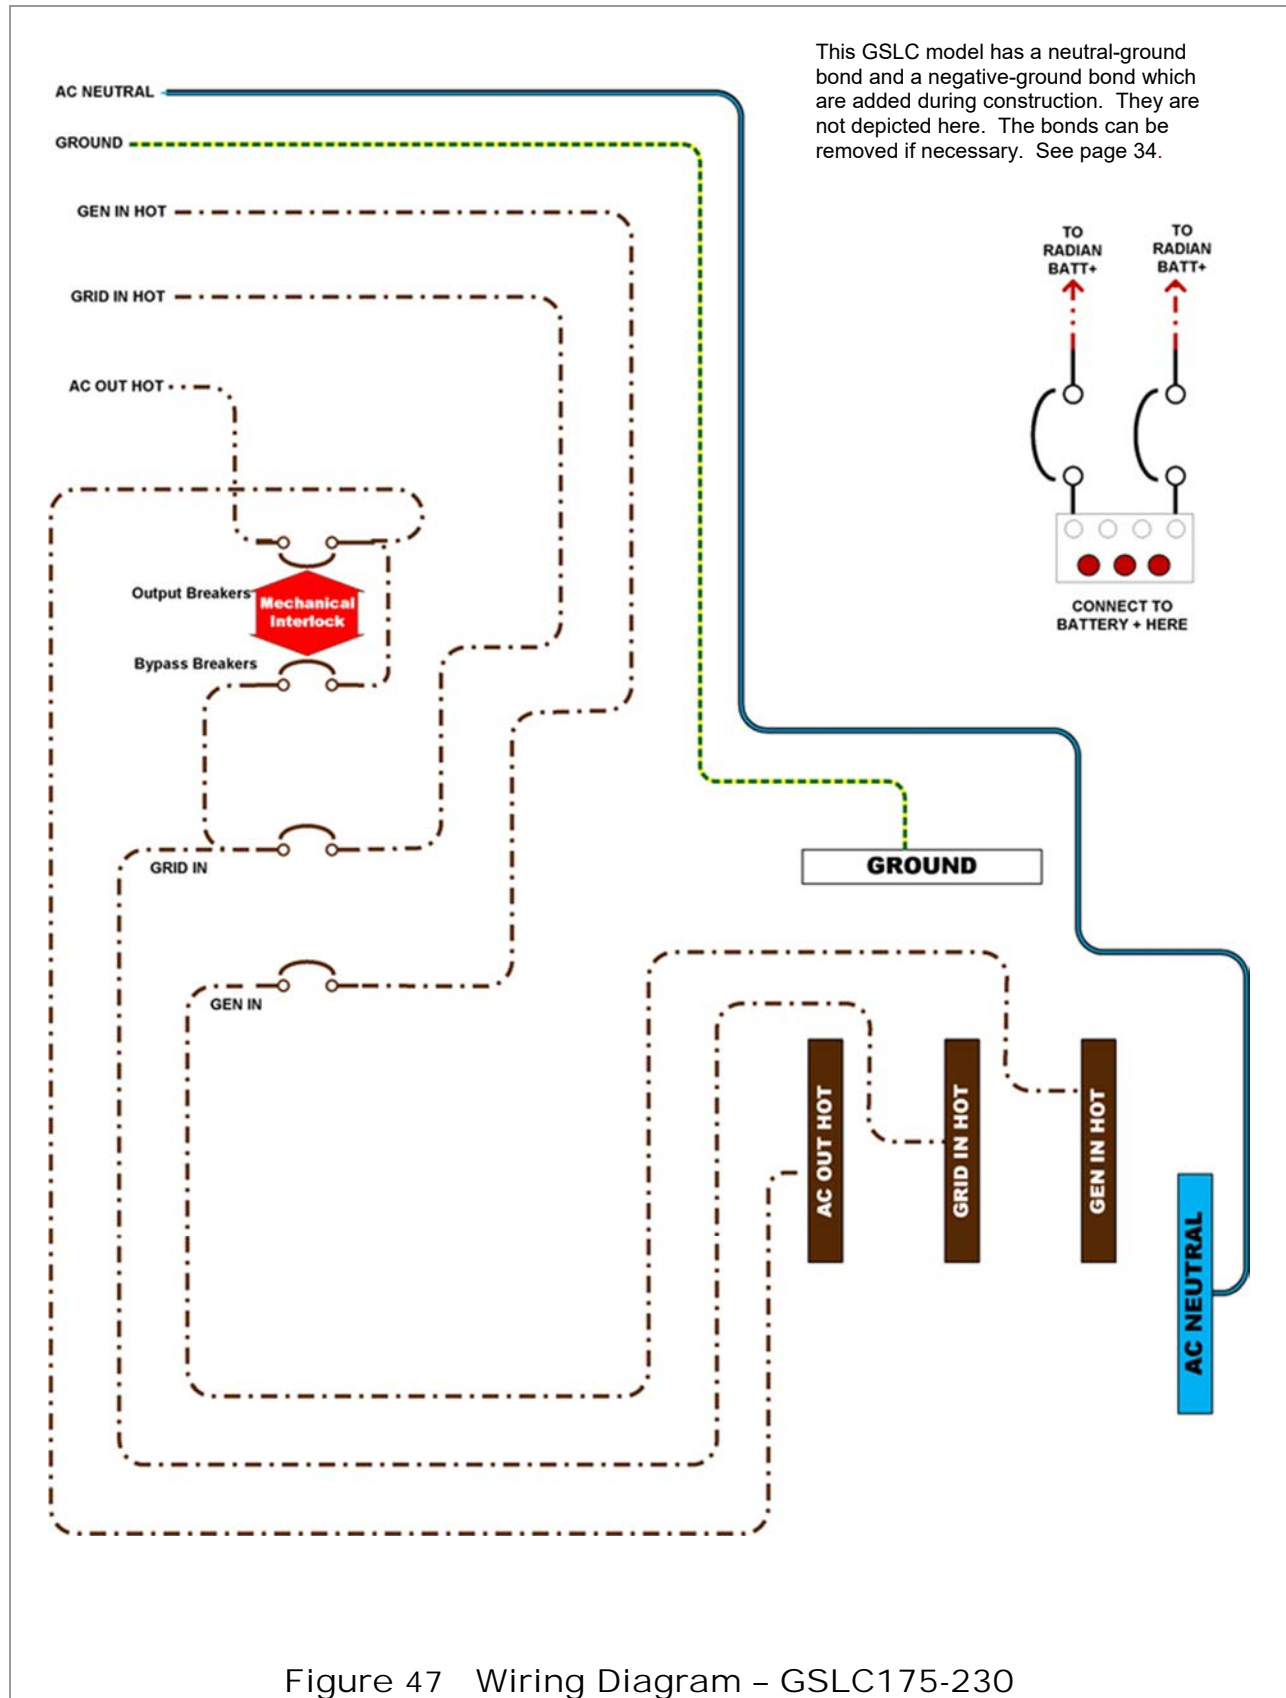 This GSLC model has a neutral-ground
bond and a negative-ground bond which
are added during construction. They are
not depicted here. The bonds can be
removed if necessary. See page 34.
AC NEUTRAL
GROUND
GEN IN HOT
GRID IN HOT
AC OUT HOT
TO
RADIAN
BATT+
TO
RADIAN
BATT+
Output Breakers
Mechanical
Interlock
Bypass Breakers
CONNECT TO
BATTERY + HERE
GRID IN
GROUND
GEN IN
AC OUT HOT
GRID IN HOT
GEN IN HOT
AC NEUTRAL
Figure 47 Wiring Diagram – GSLC175-230